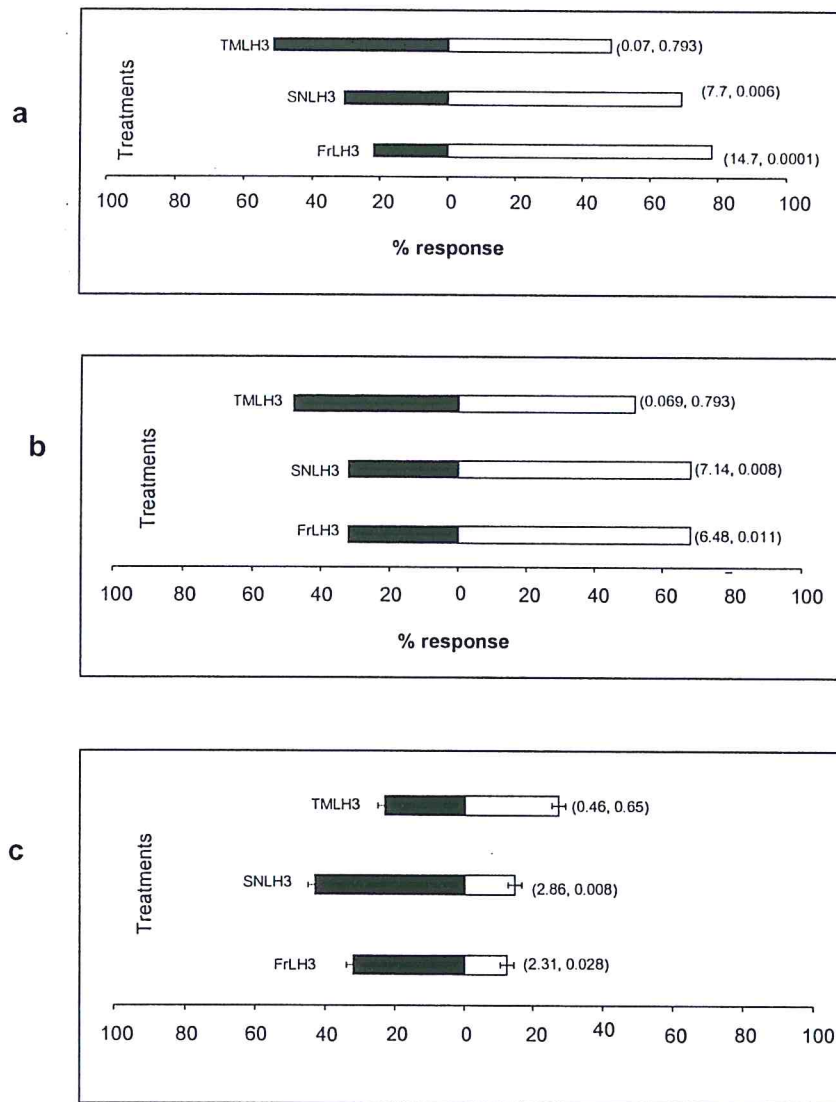 a
Treatments
TMLH3 (0.07, 0.793)
SNLH3 (7.7, 0.006)
FrLH3 (14.7, 0.0001)
100 80 60 40 20 0 20 40 60 80 100
% response
b
Treatments
TMLH3 (0.069, 0.793)
SNLH3 (7.14, 0.008)
FrLH3 (6.48, 0.011)
100 80 60 40 20 0 20 40 60 80 100
% response
c
Treatments
TMLH3 (0.46, 0.65)
SNLH3 (2.86, 0.008)
FrLH3 (2.31, 0.028)
100 80 60 40 20 0 20 40 60 80 100